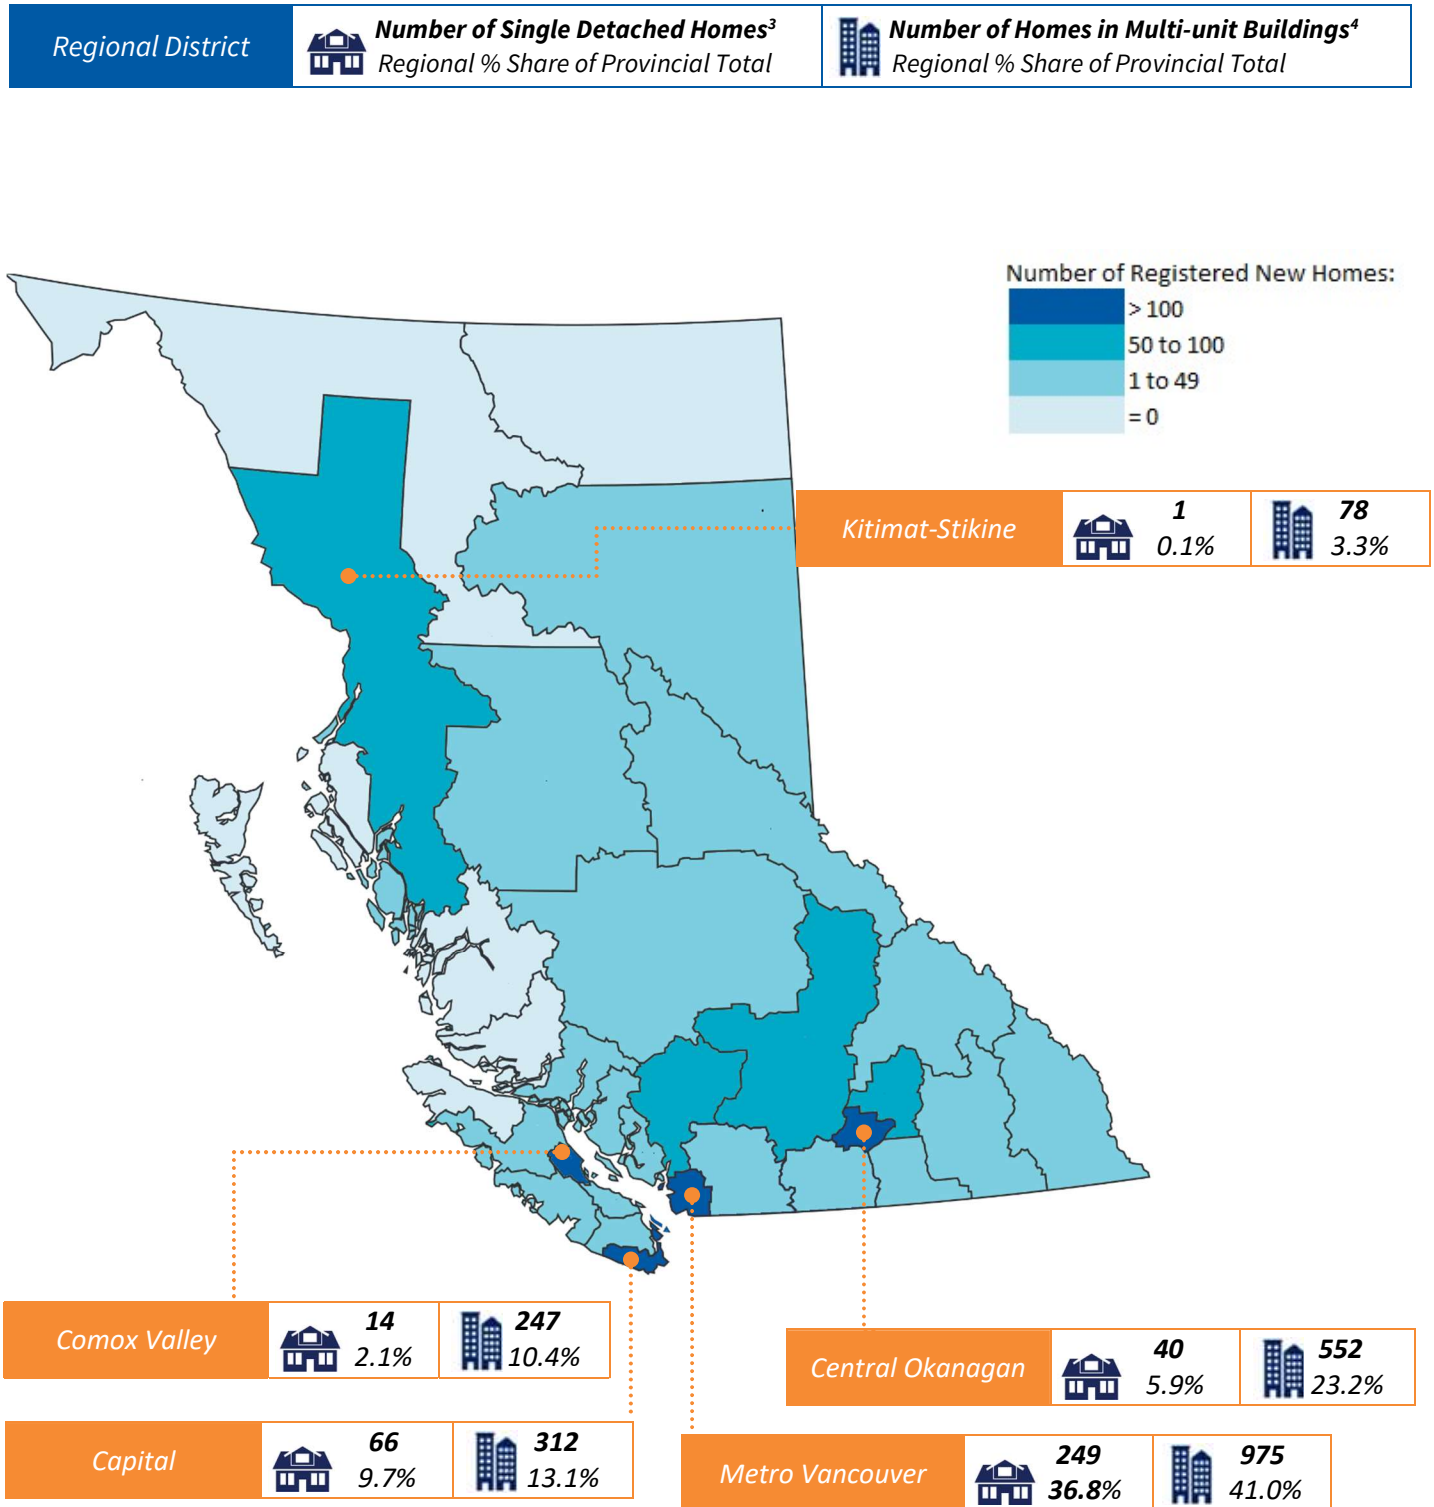 Regional District
Number of Single Detached Homes³
Regional % Share of Provincial Total
Number of Homes in Multi-unit Buildings⁴
Regional % Share of Provincial Total
Number of Registered New Homes:
> 100
50 to 100
1 to 49
= 0
Kitimat-Stikine
1
0.1%
78
3.3%
Comox Valley
14
2.1%
247
10.4%
Central Okanagan
40
5.9%
552
23.2%
Capital
66
9.7%
312
13.1%
Metro Vancouver
249
36.8%
975
41.0%